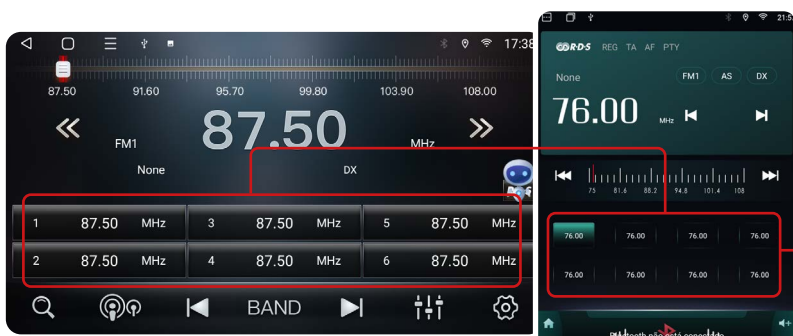 17:38
87.50 91.60 95.70 99.80 103.90 108.00
FM1 87.50 MHz
None DX
1 87.50 MHz 3 87.50 MHz 5 87.50 MHz
2 87.50 MHz 4 87.50 MHz 6 87.50 MHz
BAND
21:5
R·D·S REG TA AF PTY
None FM1 AS DX
76.00 MHz
75 81.6 88.2 94.8 101.4 108
76.00 76.00 76.00 76.00
76.00 76.00 76.00 76.00
não está conectado